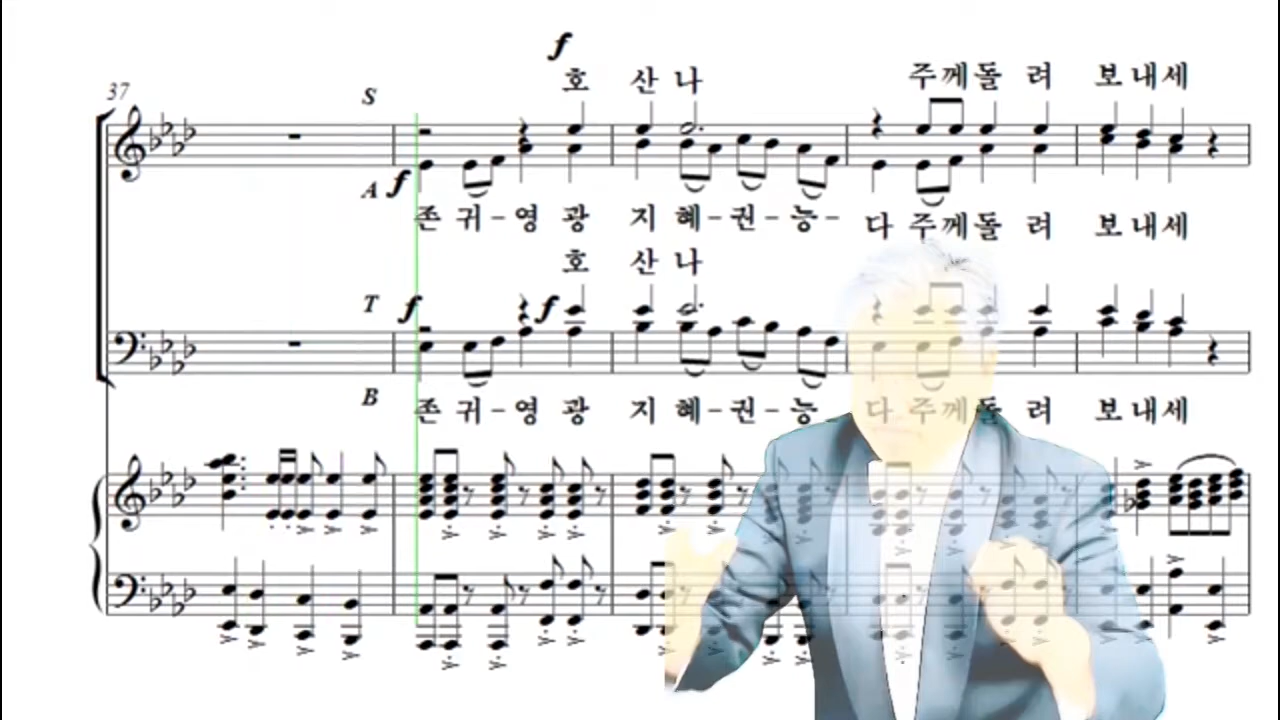 f
호 산 나 주께돌 려 보내세
37
S
A f
존 귀-영 광 지 혜-권-능- 다 주께돌 려 보내세
호 산 나
T f f
B
존 귀-영 광 지 혜-권-능 다 주께돌 려 보내세